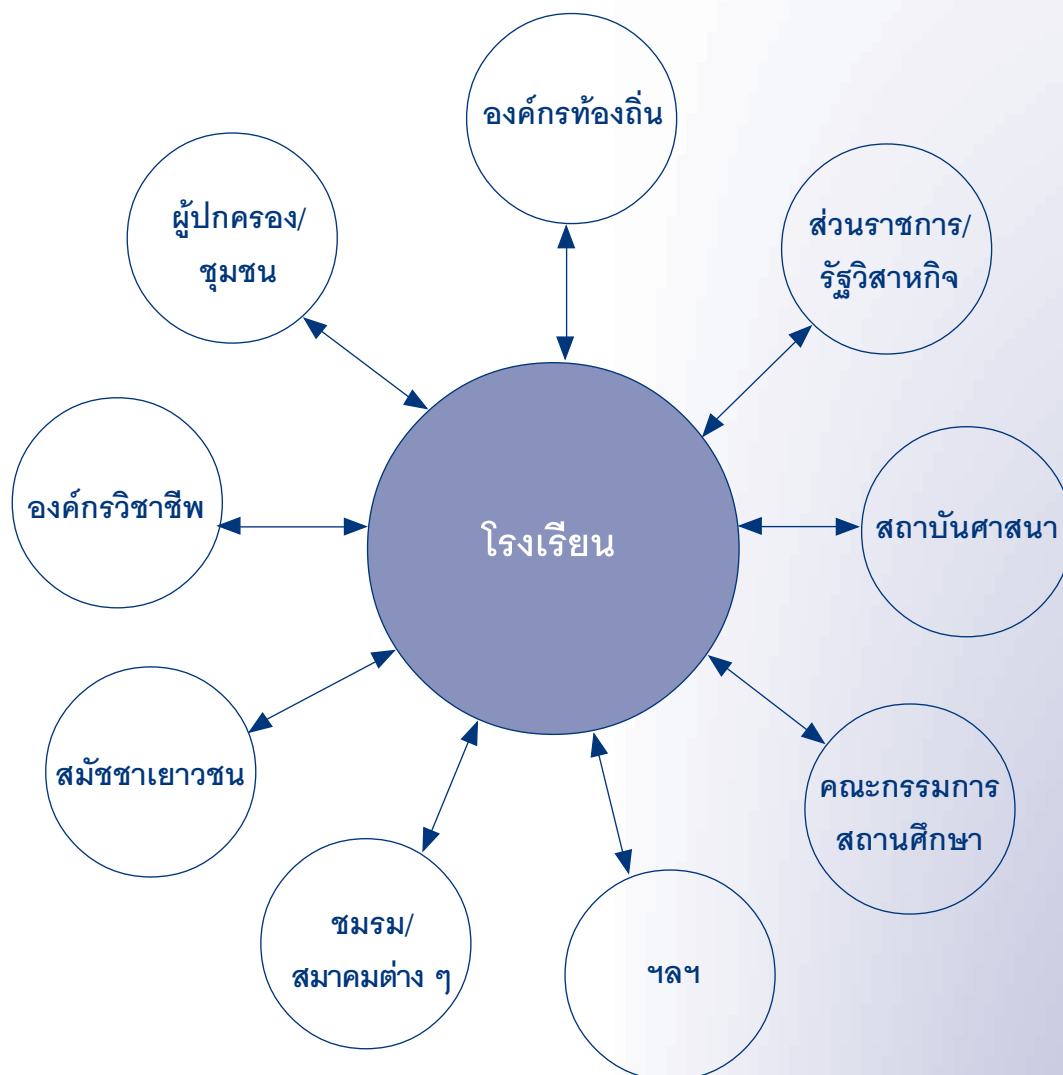 องค์กรท้องถิ่น
ผู้ปกครอง/
ชุมชน
ส่วนราชการ/
รัฐวิสาหกิจ
องค์กรวิชาชีพ
โรงเรียน
สถาบันศาสนา
สมัชชาเยาวชน
คณะกรรมการ
สถานศึกษา
ชมรม/
สมาคมต่าง ๆ
ฯลฯ